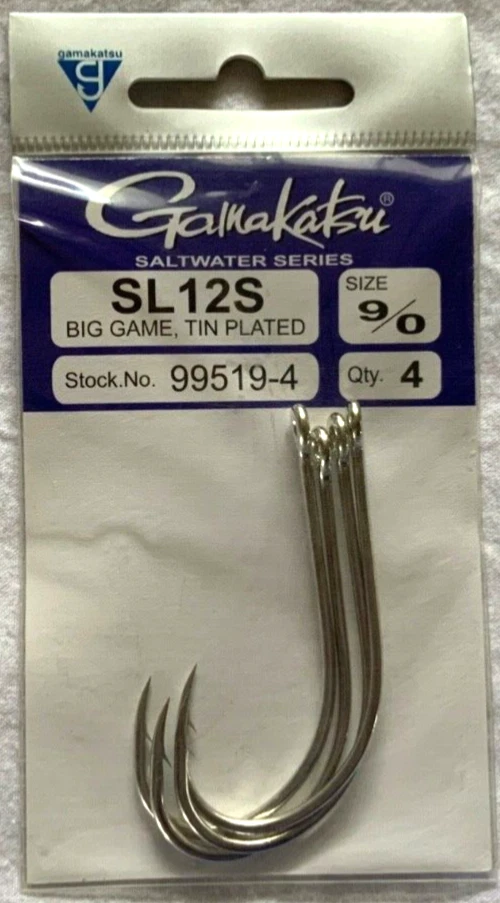 gamakatsu
g
Gamakatsu®
SALTWATER SERIES
SL12S
BIG GAME, TIN PLATED
SIZE
9/0
Stock.No. 99519-4
Qty. 4